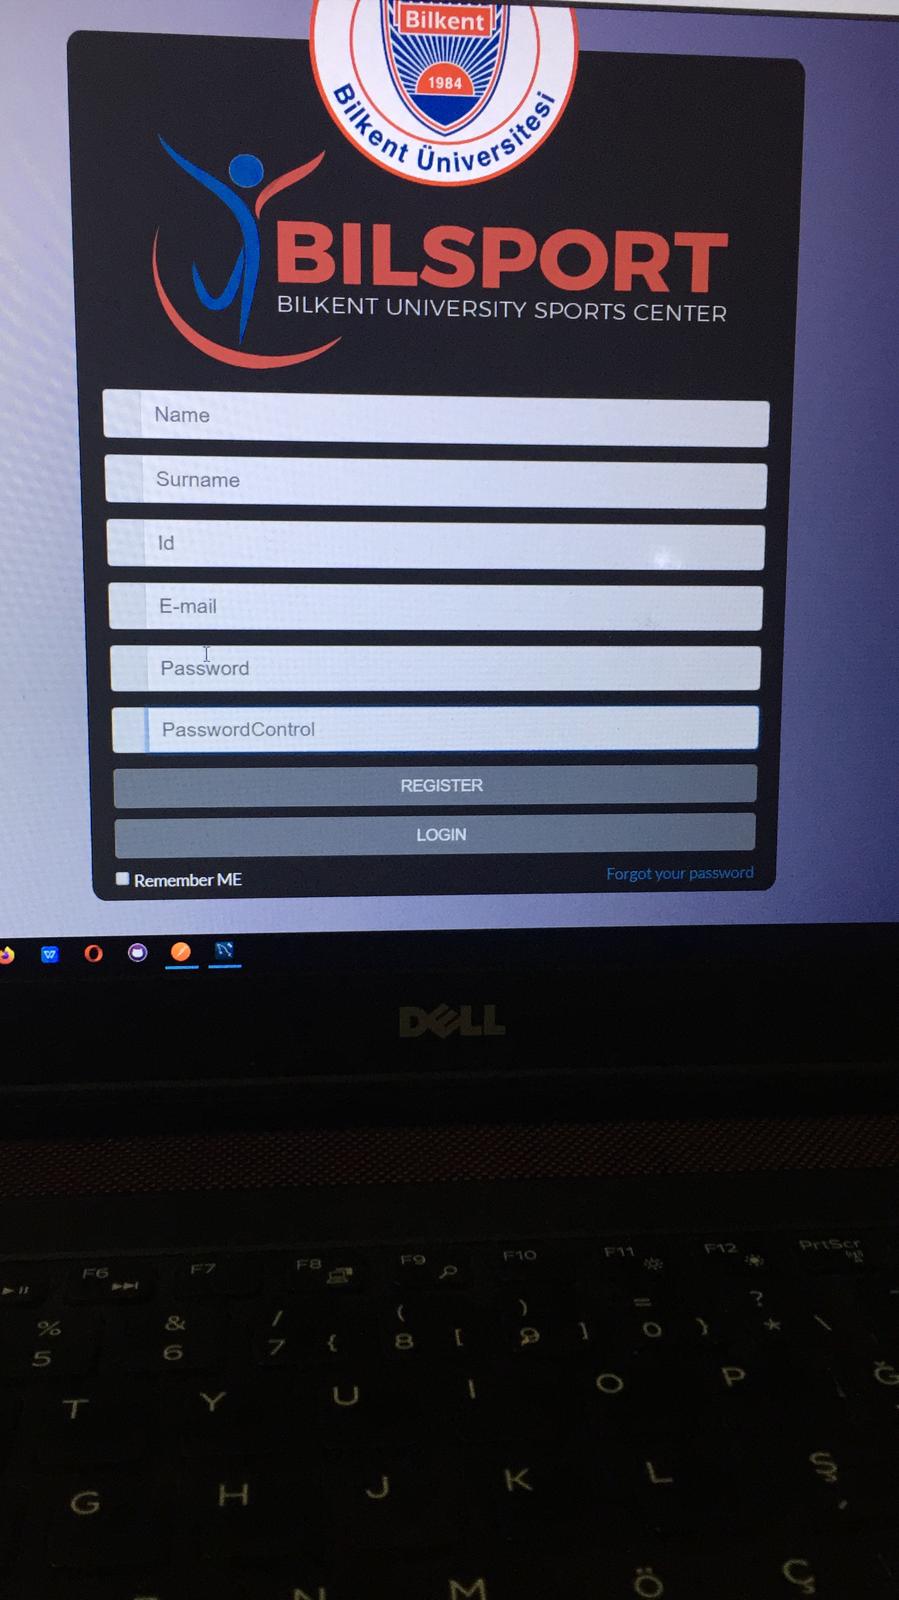 Bilkent
1984
Bilkent Üniversitesi
BILSPORT
BILKENT UNIVERSITY SPORTS CENTER
Name
Surname
Id
E-mail
Password
PasswordControl
REGISTER
LOGIN
Remember ME
Forgot your password
W
DELL
F6 F7 F8 F9 F10 F11 F12 PrtScr
% & / ( ) = ?
5 6 7 { 8 [ 9 ] 0 } * \
T Y U I O P Ğ
G H J K L Ş
N M Ö Ç